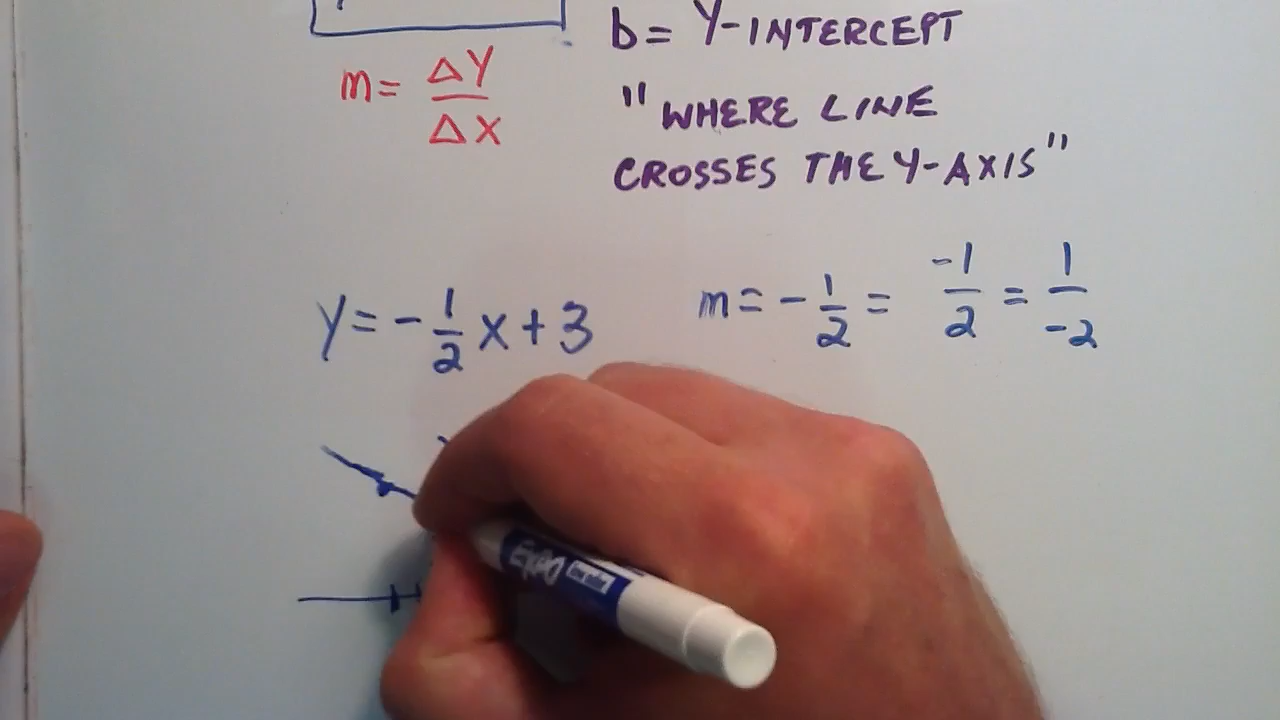 b = Y-INTERCEPT
m = ΔY/ΔX
"WHERE LINE
CROSSES THE Y-AXIS"
y = -1/2 x + 3
m = -1/2 = -1/2 = 1/-2
EXPO